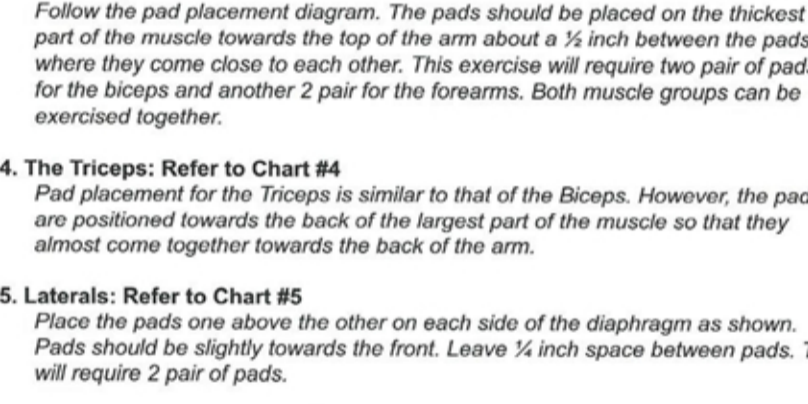 Follow the pad placement diagram. The pads should be placed on the thickest
part of the muscle towards the top of the arm about a ½ inch between the pads
where they come close to each other. This exercise will require two pair of pad
for the biceps and another 2 pair for the forearms. Both muscle groups can be
exercised together.
4. The Triceps: Refer to Chart #4
Pad placement for the Triceps is similar to that of the Biceps. However, the pad
are positioned towards the back of the largest part of the muscle so that they
almost come together towards the back of the arm.
5. Laterals: Refer to Chart #5
Place the pads one above the other on each side of the diaphragm as shown.
Pads should be slightly towards the front. Leave ¼ inch space between pads.
will require 2 pair of pads.